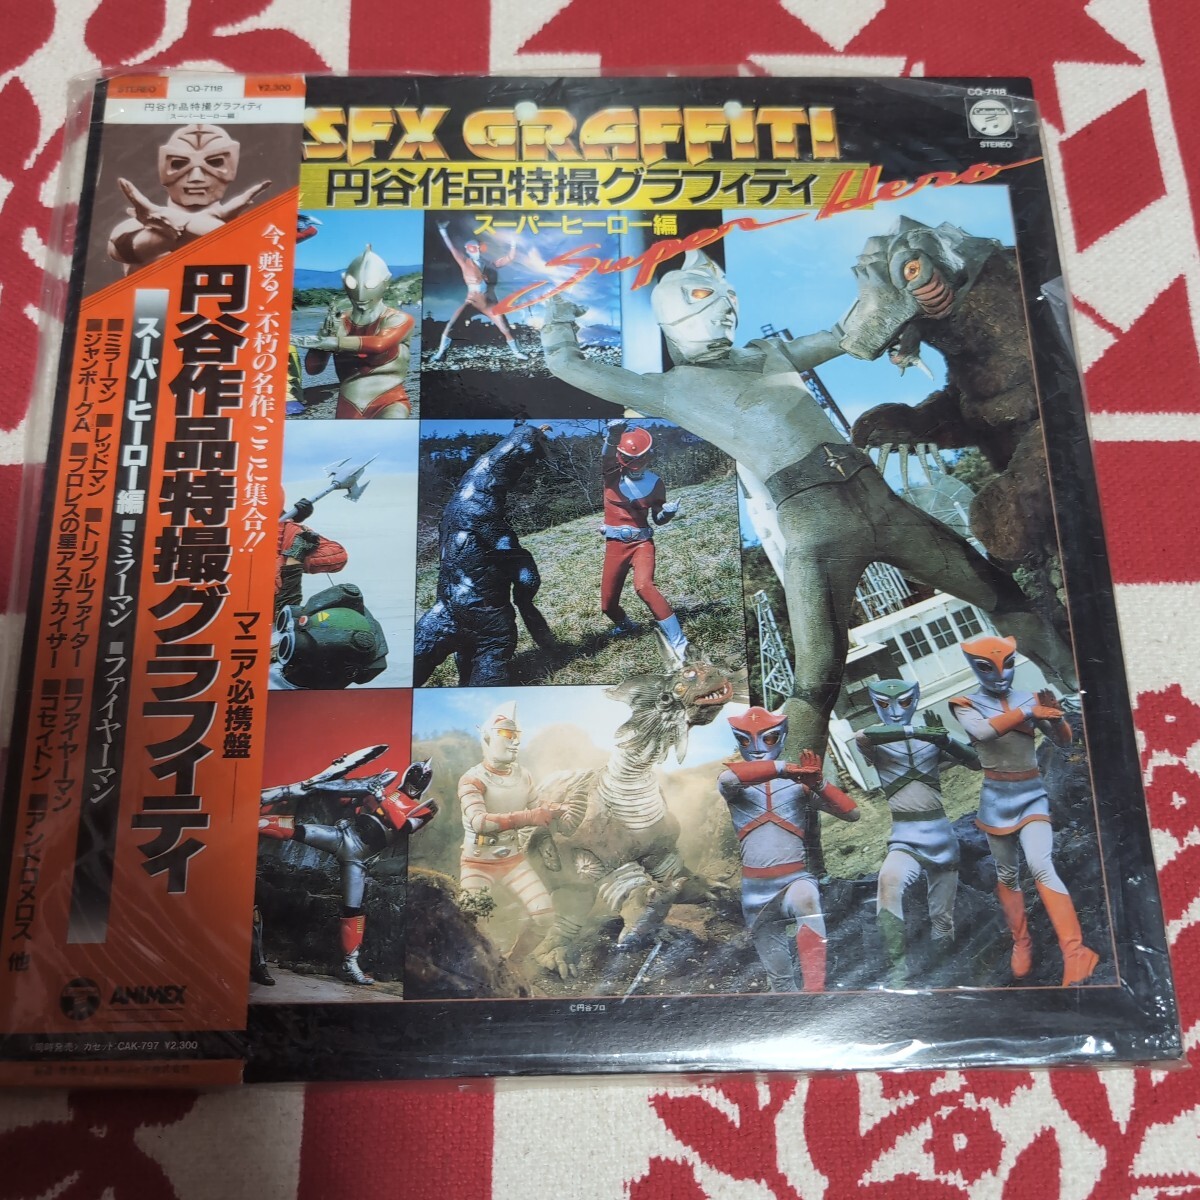 STEREO CQ-7118 ¥2,300
円谷作品特撮グラフィティ
スーパーヒーロー編
今、甦る!不朽の名作、ここに集合!!
マニア必携盤
円谷作品特撮グラフィティ
スーパーヒーロー編 ■ミラーマン ■ファイヤーマン
■ミラーマン ■レッドマン ■トリプルファイター ■ファイヤーマン
■ジャンボーグA ■プロレスの星アステカイザー ■コセイドン ■アンドロメロス 他
ANIMEX
〈同時発売〉カセット:CAK-797 ¥2,300
SFX GRAFFITI
円谷作品特撮グラフィティ
スーパーヒーロー編
Super Hero
CQ-7118
Columbia
STEREO
©円谷プロ